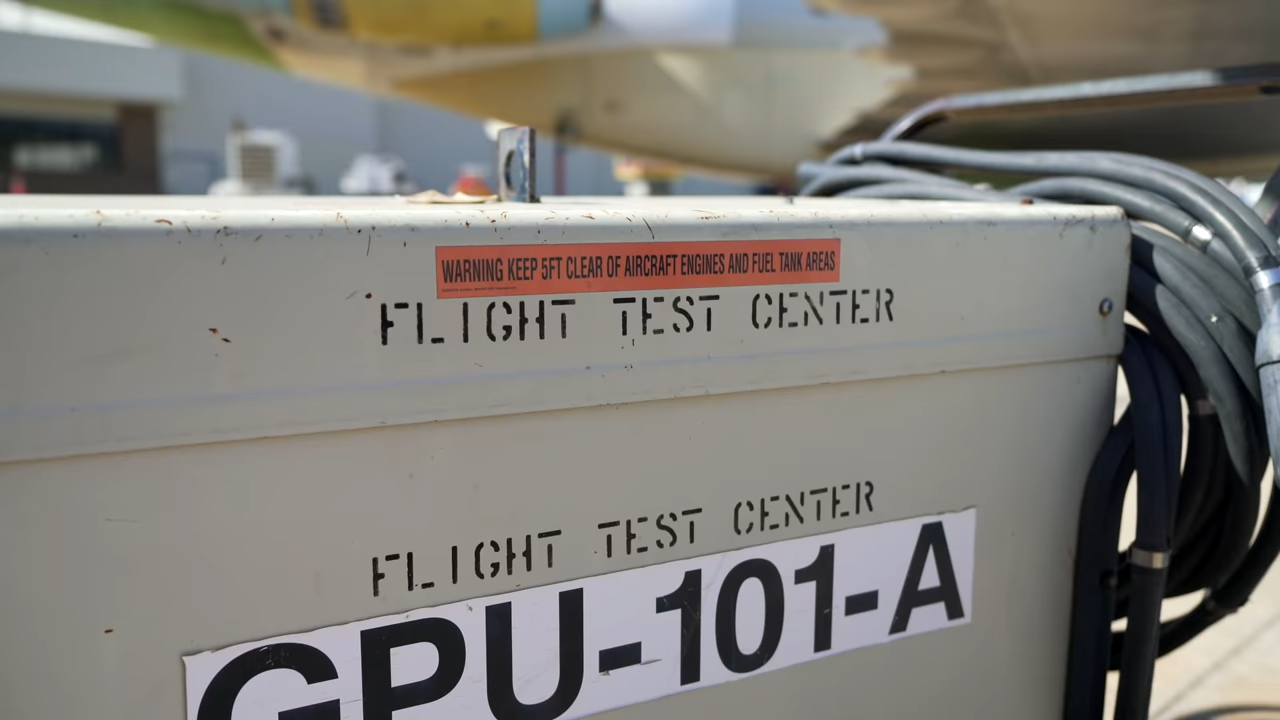 WARNING KEEP 5FT CLEAR OF AIRCRAFT ENGINES AND FUEL TANK AREAS
FLIGHT TEST CENTER
FLIGHT TEST CENTER
GPU-101-A